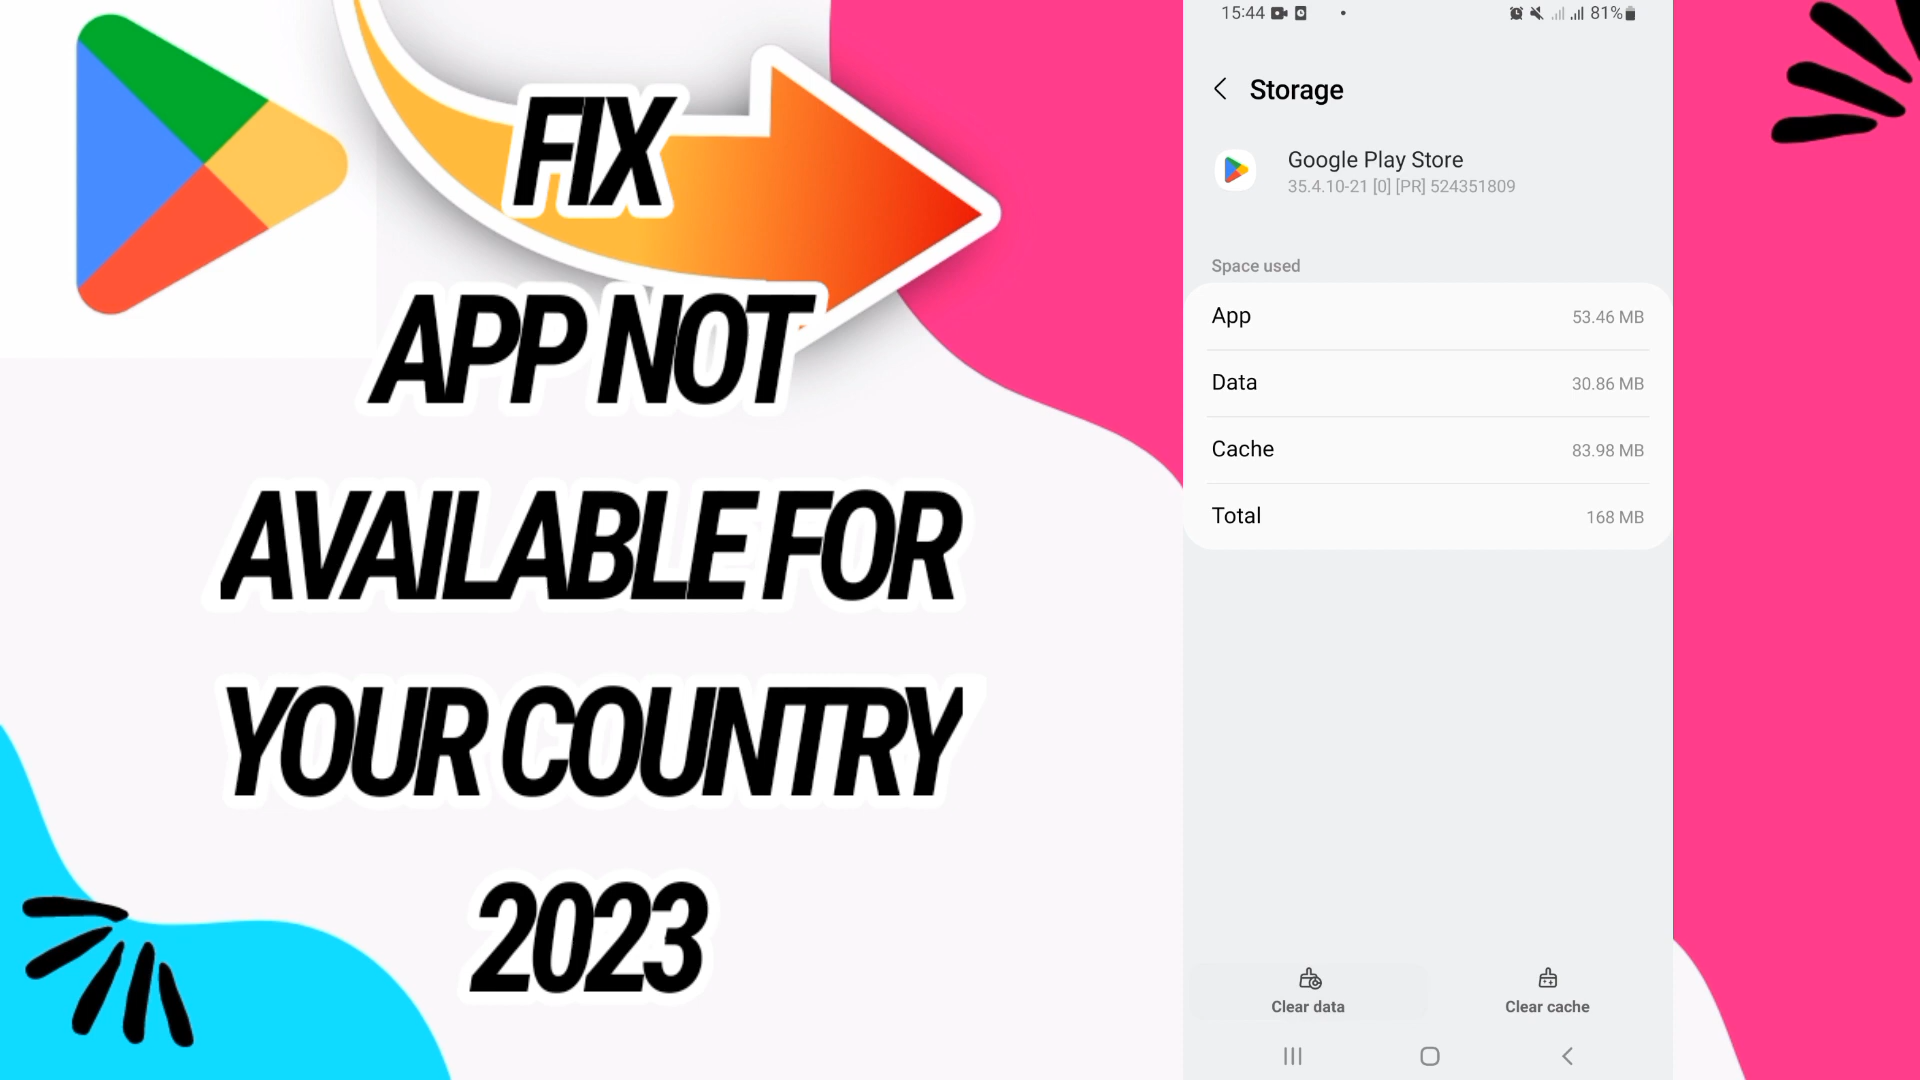 FIX
APP NOT
AVAILABLE FOR
YOUR COUNTRY
2023
15:44
81%
Storage
Google Play Store
35.4.10-21 [0] [PR] 524351809
Space used
App 53.46 MB
Data 30.86 MB
Cache 83.98 MB
Total 168 MB
Clear data
Clear cache